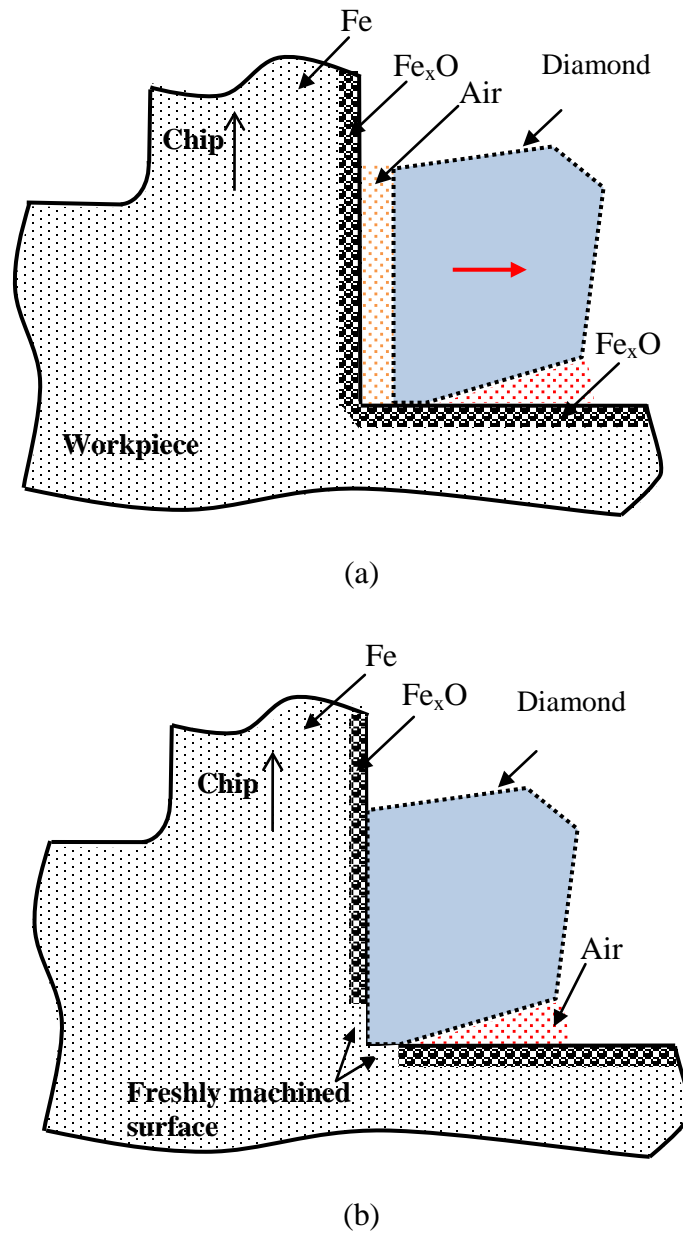 Fe
FeₓO
Air
Diamond
Chip
FeₓO
Workpiece
(a)
Fe
FeₓO
Diamond
Chip
Air
Freshly machined
surface
(b)